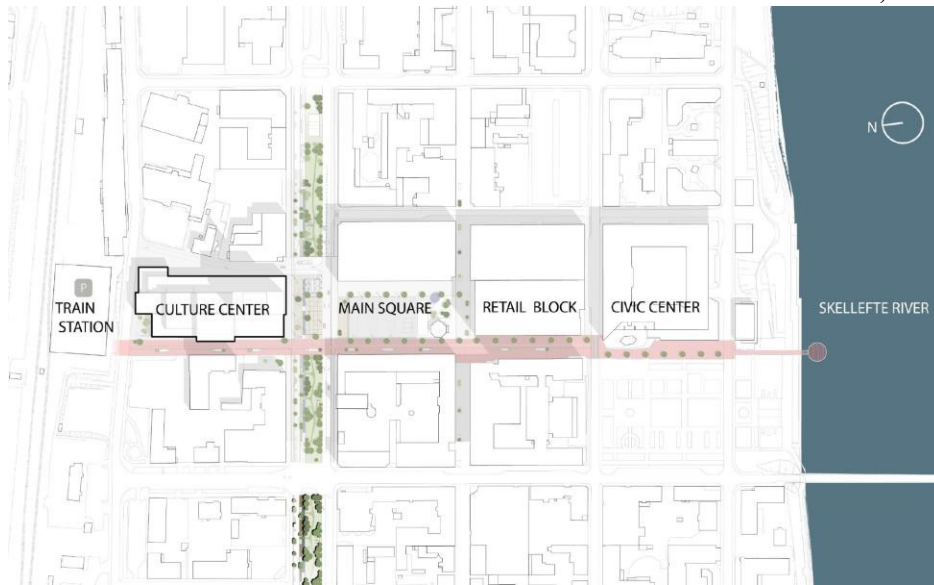 N
P
TRAIN
STATION
CULTURE CENTER
MAIN SQUARE
RETAIL BLOCK
CIVIC CENTER
SKELLEFTE RIVER